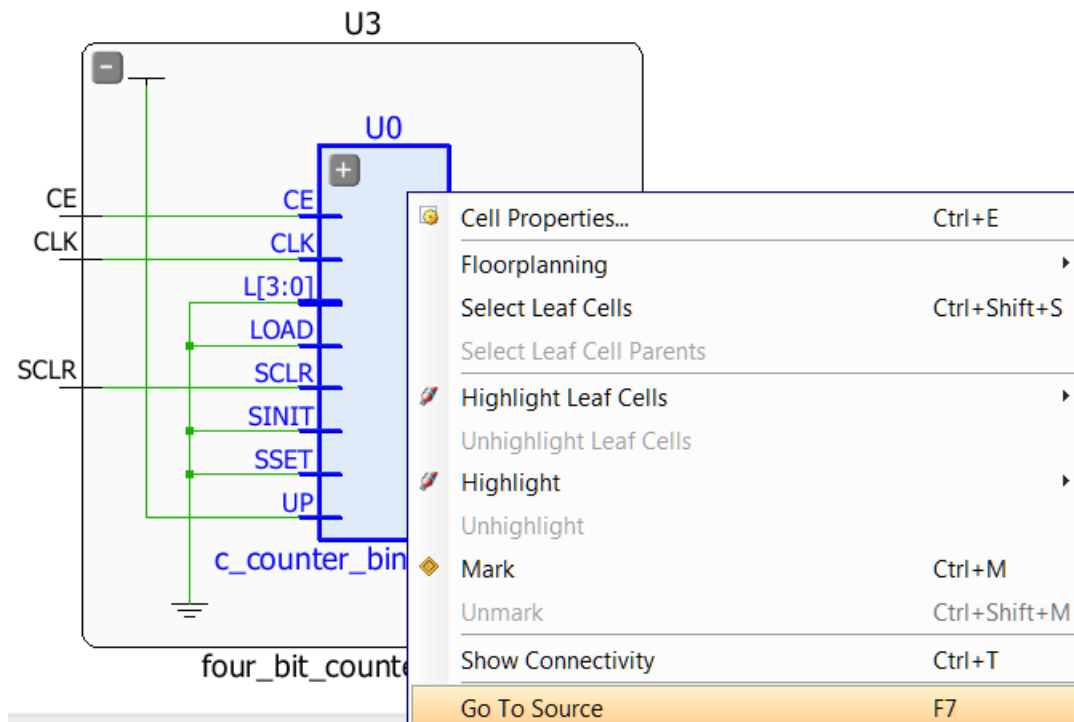 U3
U0
CE
CLK
SCLR
CE
CLK
L[3:0]
LOAD
SCLR
SINIT
SSET
UP
c_counter_bin
four_bit_counte
Cell Properties... Ctrl+E
Floorplanning
Select Leaf Cells Ctrl+Shift+S
Select Leaf Cell Parents
Highlight Leaf Cells
Unhighlight Leaf Cells
Highlight
Unhighlight
Mark Ctrl+M
Unmark Ctrl+Shift+M
Show Connectivity Ctrl+T
Go To Source F7